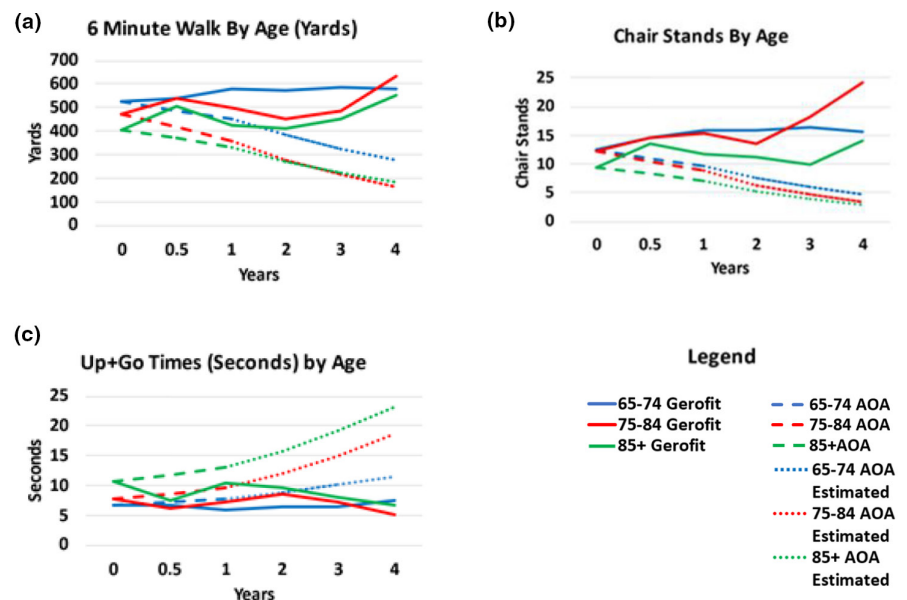 (a)
6 Minute Walk By Age (Yards)
700
600
500
400
300
200
100
0
Yards
0 0.5 1 2 3 4
Years
(b)
Chair Stands By Age
25
20
15
10
5
0
Chair Stands
0 0.5 1 2 3 4
Years
(c)
Up+Go Times (Seconds) by Age
25
20
15
10
5
0
Seconds
0 0.5 1 2 3 4
Years
Legend
65-74 Gerofit
75-84 Gerofit
85+ Gerofit
65-74 AOA
75-84 AOA
85+AOA
65-74 AOA
Estimated
75-84 AOA
Estimated
85+ AOA
Estimated